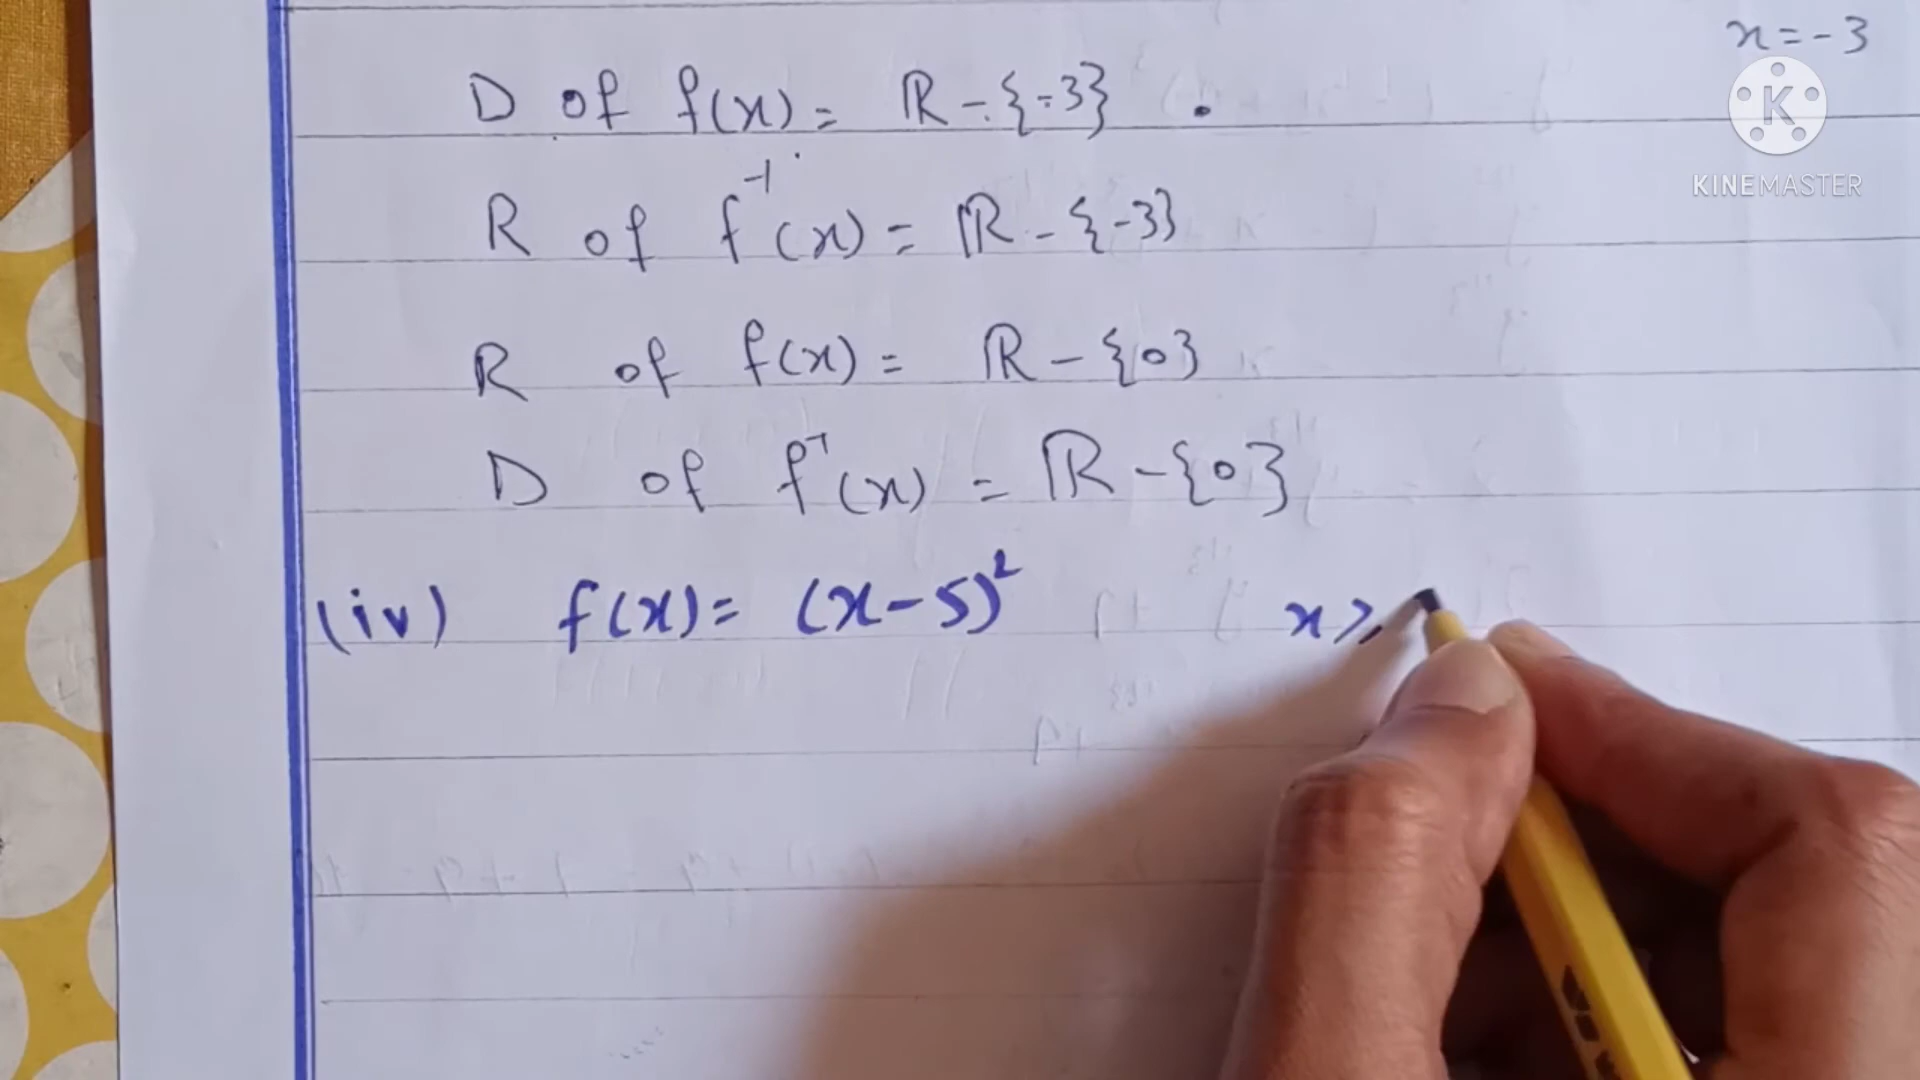 x = -3
D of f(x) = ℝ - {-3} .
KINEMASTER
R of f⁻¹(x) = ℝ - {-3}
R of f(x) = ℝ - {0}
D of f⁻¹(x) = ℝ - {0}
(iv) f(x) = (x-5)² x ≥